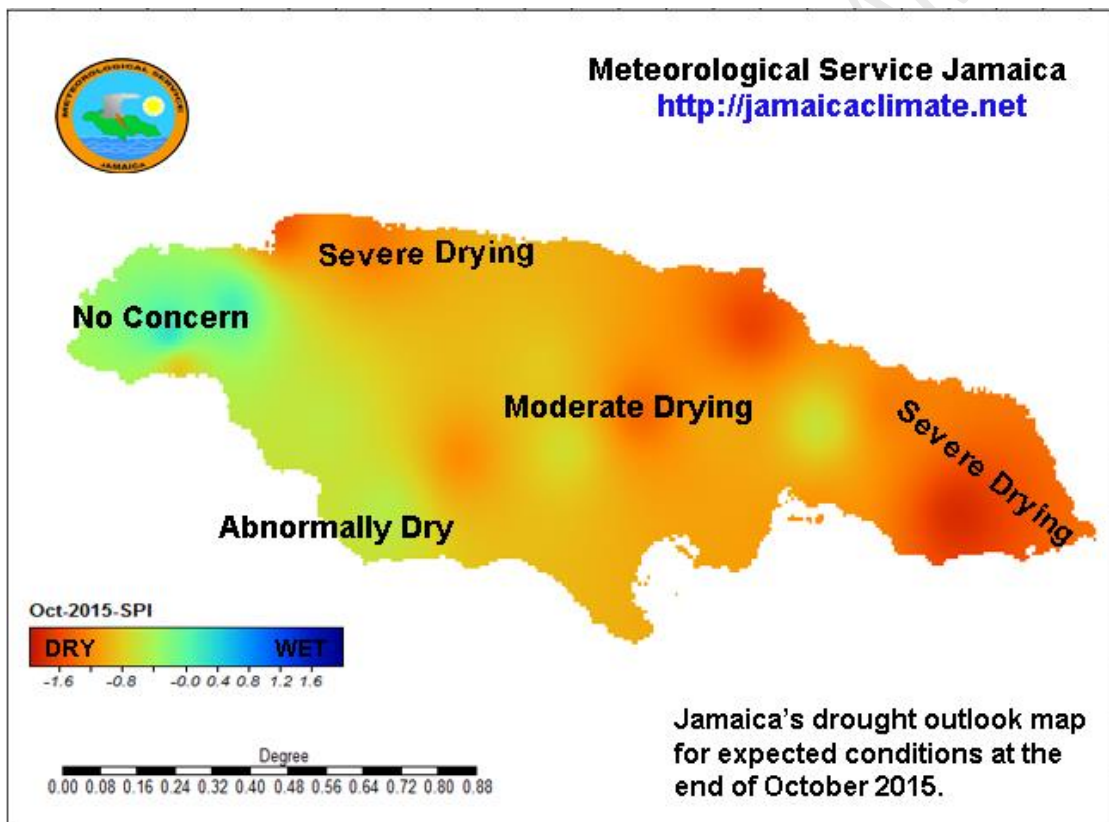 METEOROLOGICAL SERVICE
JAMAICA
Meteorological Service Jamaica
http://jamaicaclimate.net
Severe Drying
No Concern
Moderate Drying
Severe Drying
Abnormally Dry
Oct-2015-SPI
DRY WET
-1.6 -0.8 -0.0 0.4 0.8 1.2 1.6
Degree
0.00 0.08 0.16 0.24 0.32 0.40 0.48 0.56 0.64 0.72 0.80 0.88
Jamaica's drought outlook map
for expected conditions at the
end of October 2015.